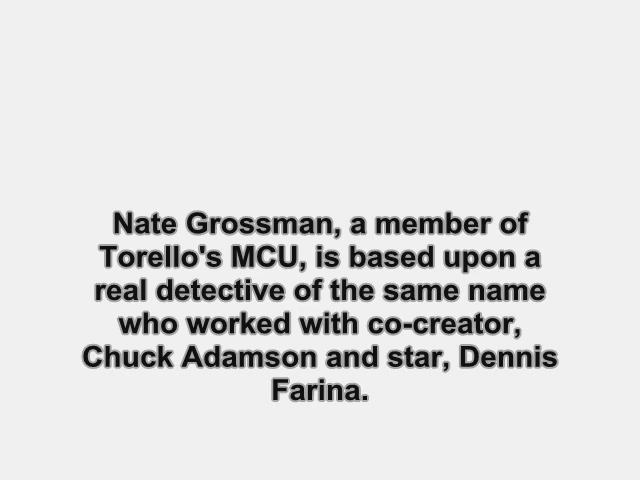 Nate Grossman, a member of
Torello's MCU, is based upon a
real detective of the same name
who worked with co-creator,
Chuck Adamson and star, Dennis
Farina.